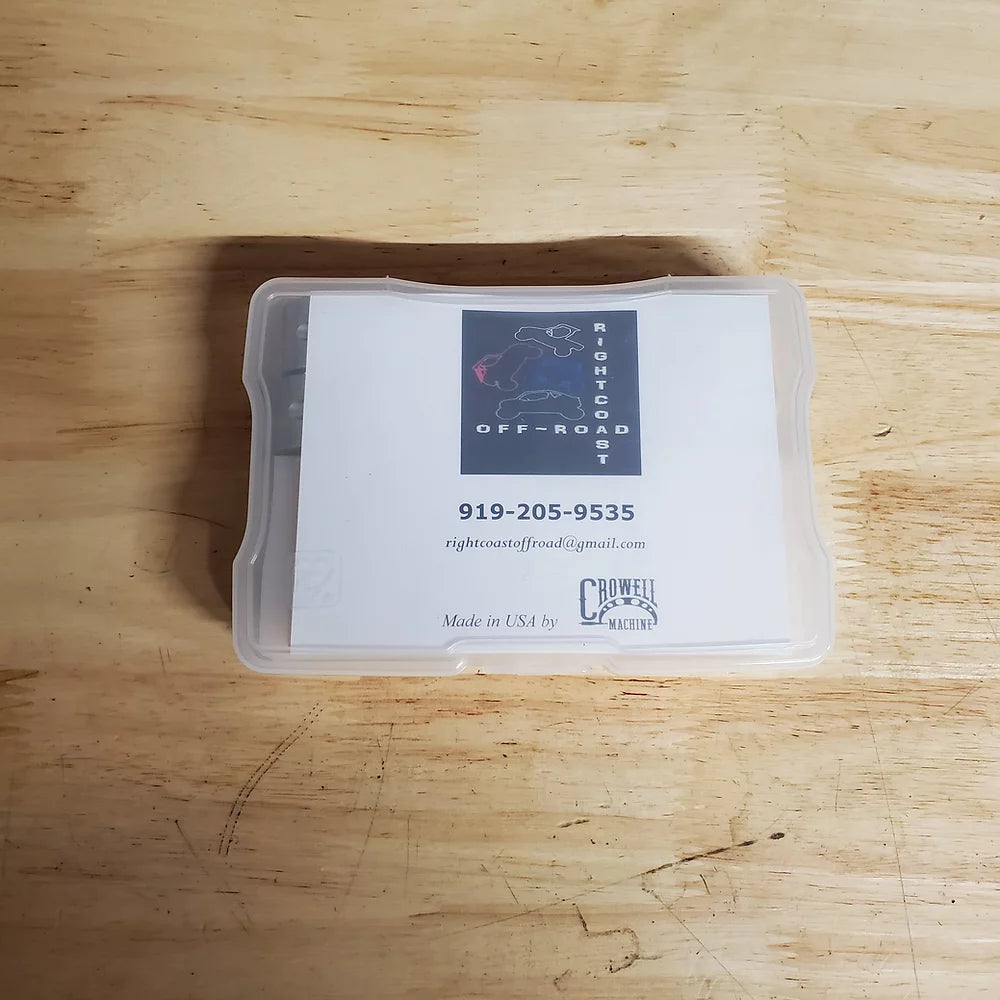 RIGHTCOAST
OFF~ROAD
919-205-9535
rightcoastoffroad@gmail.com
Made in USA by
CROWELL
MACHINE